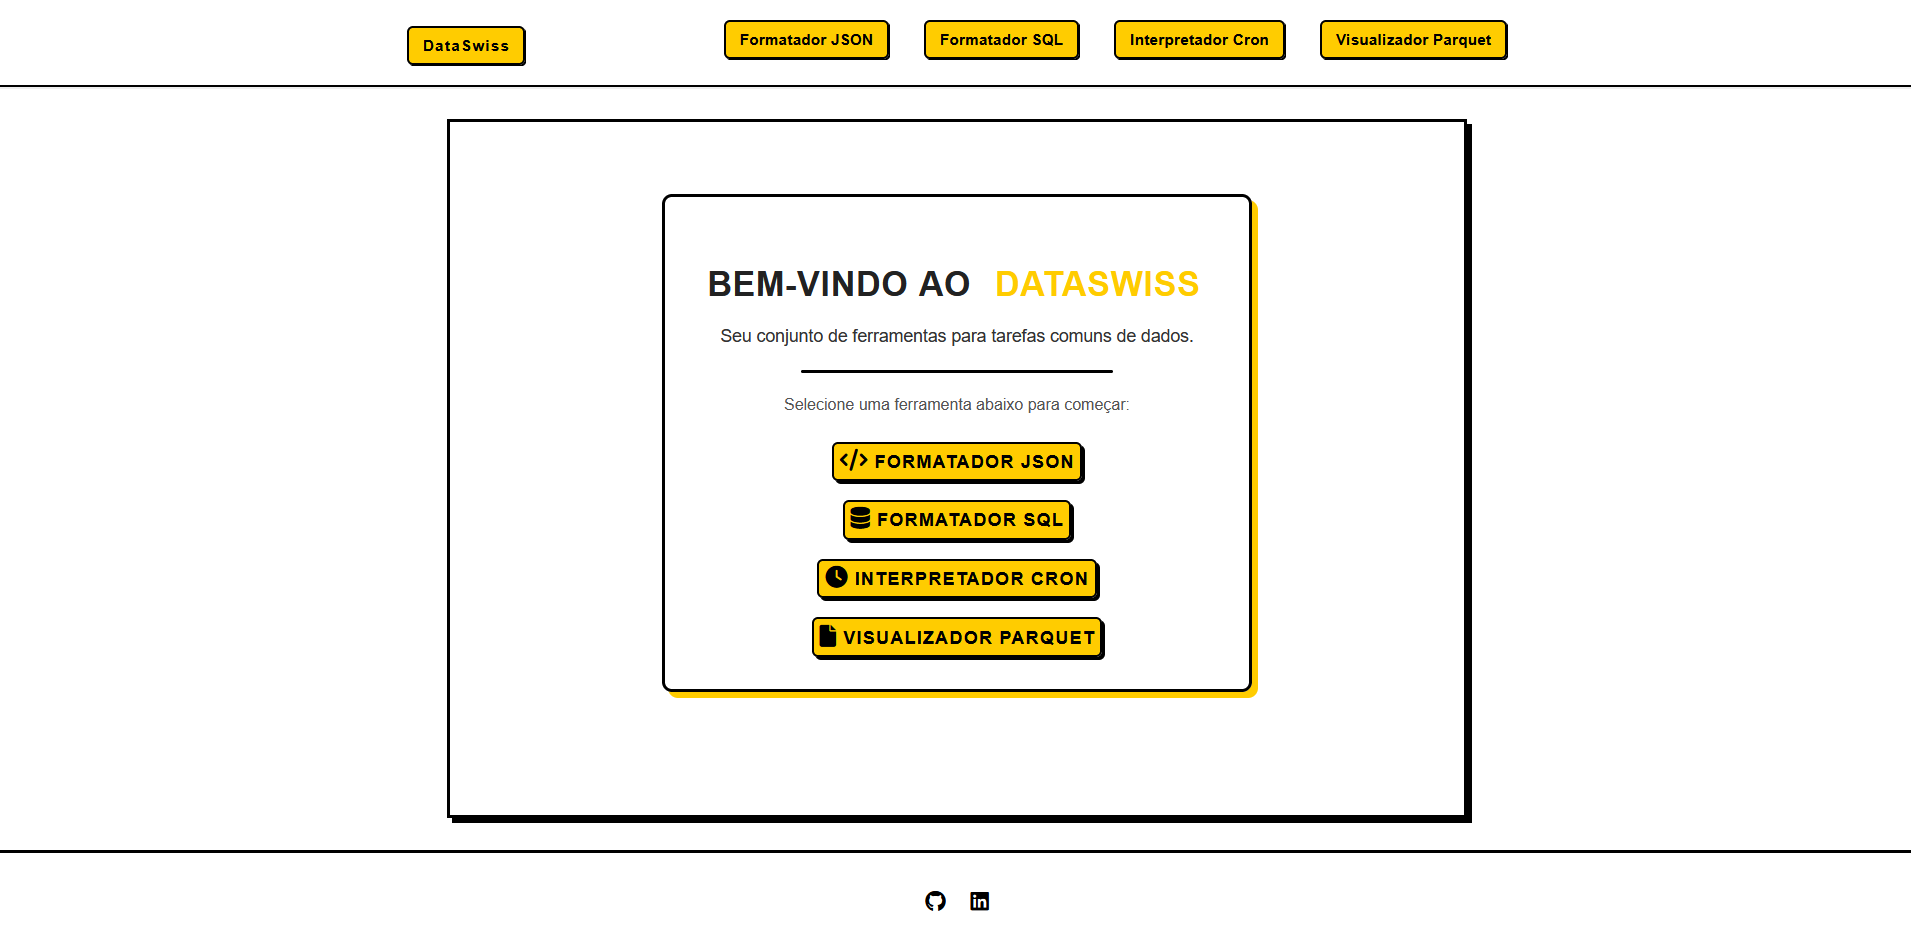 DataSwiss
Formatador JSON
Formatador SQL
Interpretador Cron
Visualizador Parquet
BEM-VINDO AO DATASWISS
Seu conjunto de ferramentas para tarefas comuns de dados.
Selecione uma ferramenta abaixo para começar:
FORMATADOR JSON
FORMATADOR SQL
INTERPRETADOR CRON
VISUALIZADOR PARQUET